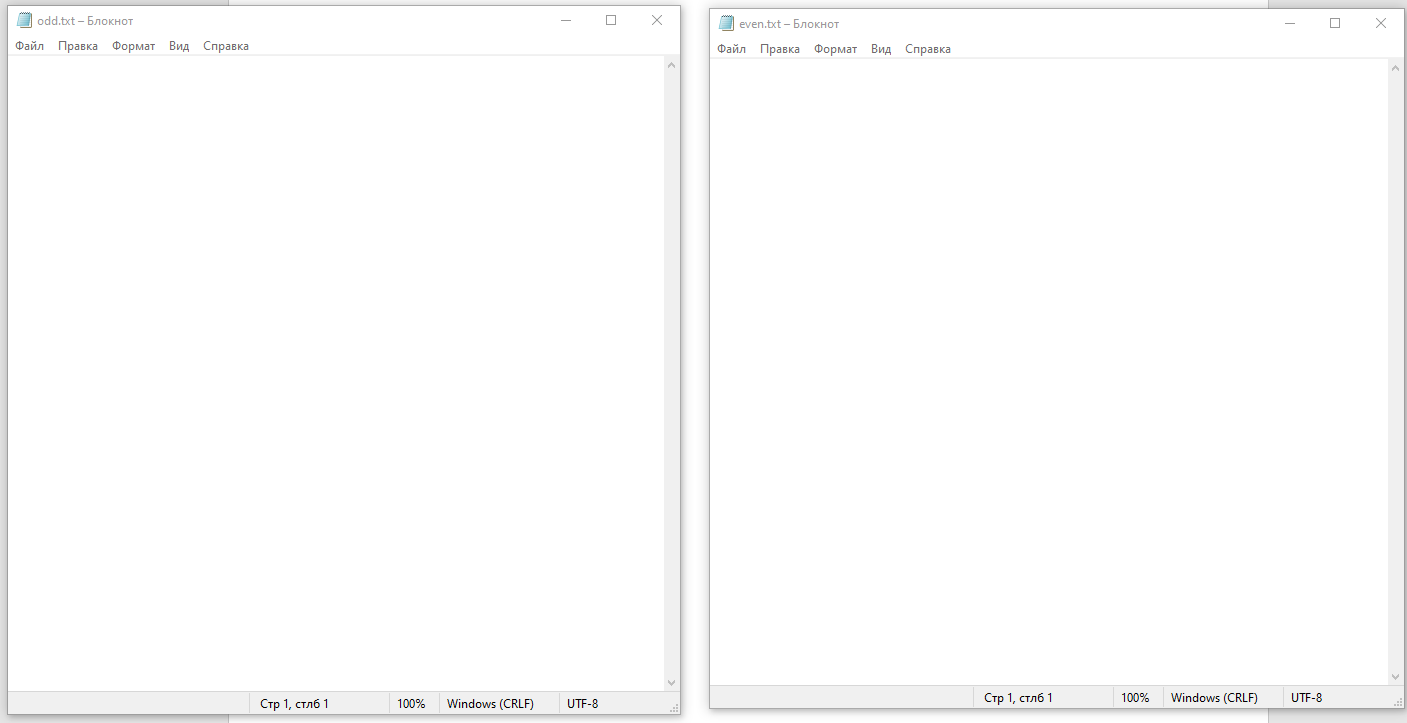 odd.txt – Блокнот
Файл Правка Формат Вид Справка
Стр 1, стлб 1 100% Windows (CRLF) UTF-8
even.txt – Блокнот
Файл Правка Формат Вид Справка
Стр 1, стлб 1 100% Windows (CRLF) UTF-8